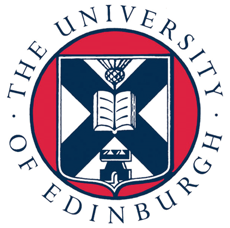 · THE UNIVERSITY ·
OF EDINBURGH